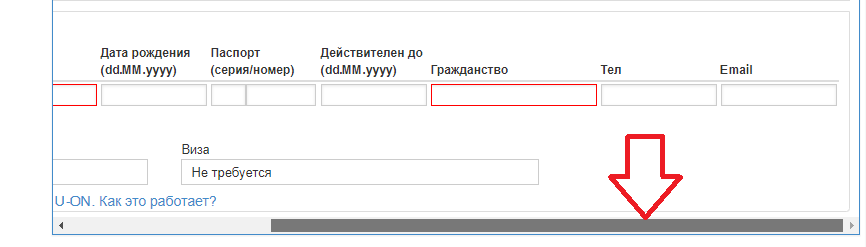 Дата рождения Паспорт Действителен до
(dd.MM.yyyy) (серия/номер) (dd.MM.yyyy) Гражданство Тел Email
Виза
Не требуется
U-ON. Как это работает?